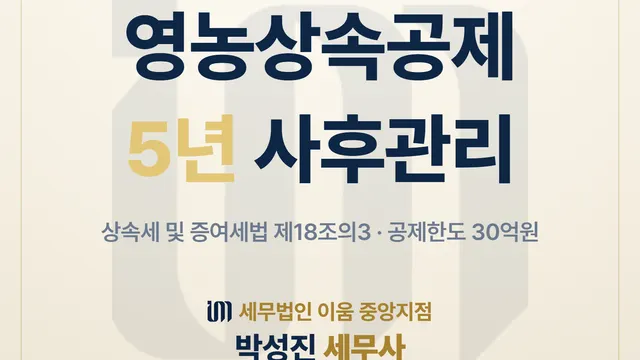 영농상속공제
5년 사후관리
상속세 및 증여세법 제18조의3 · 공제한도 30억원
세무법인 이움 중앙지점
박성진 세무사